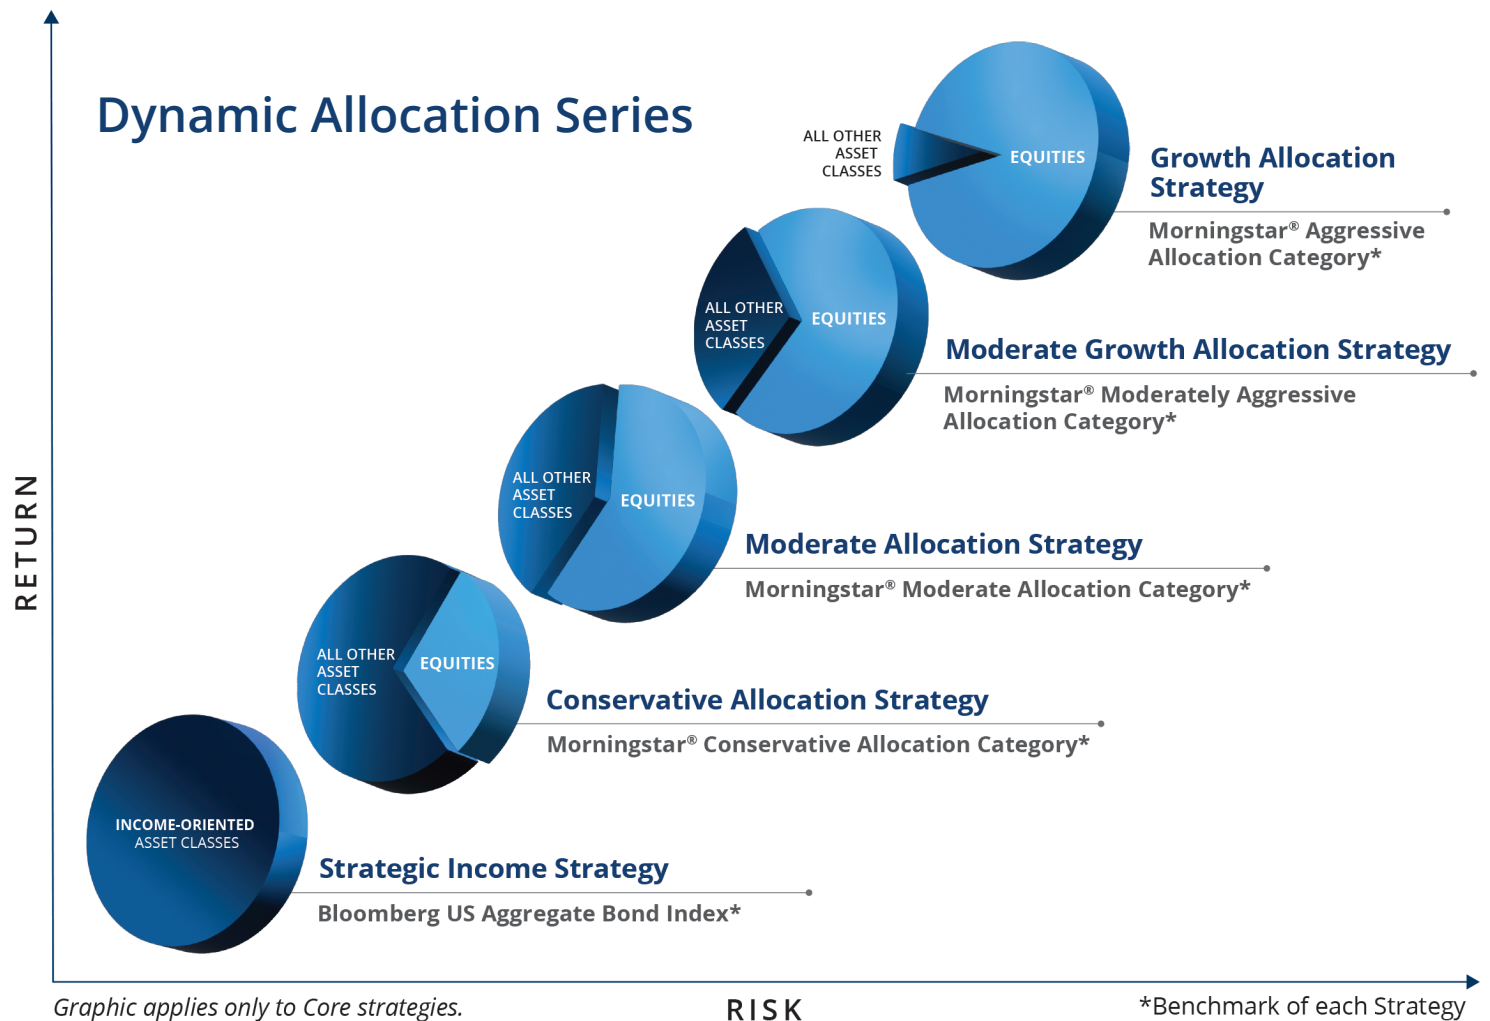 Dynamic Allocation Series
ALL OTHER
ASSET
CLASSES
EQUITIES
Growth Allocation
Strategy
Morningstar® Aggressive
Allocation Category*
ALL OTHER
ASSET
CLASSES
EQUITIES
Moderate Growth Allocation Strategy
Morningstar® Moderately Aggressive
Allocation Category*
ALL OTHER
ASSET
CLASSES
EQUITIES
Moderate Allocation Strategy
Morningstar® Moderate Allocation Category*
ALL OTHER
ASSET
CLASSES
EQUITIES
Conservative Allocation Strategy
Morningstar® Conservative Allocation Category*
INCOME-ORIENTED
ASSET CLASSES
Strategic Income Strategy
Bloomberg US Aggregate Bond Index*
RETURN
Graphic applies only to Core strategies.
RISK
*Benchmark of each Strategy